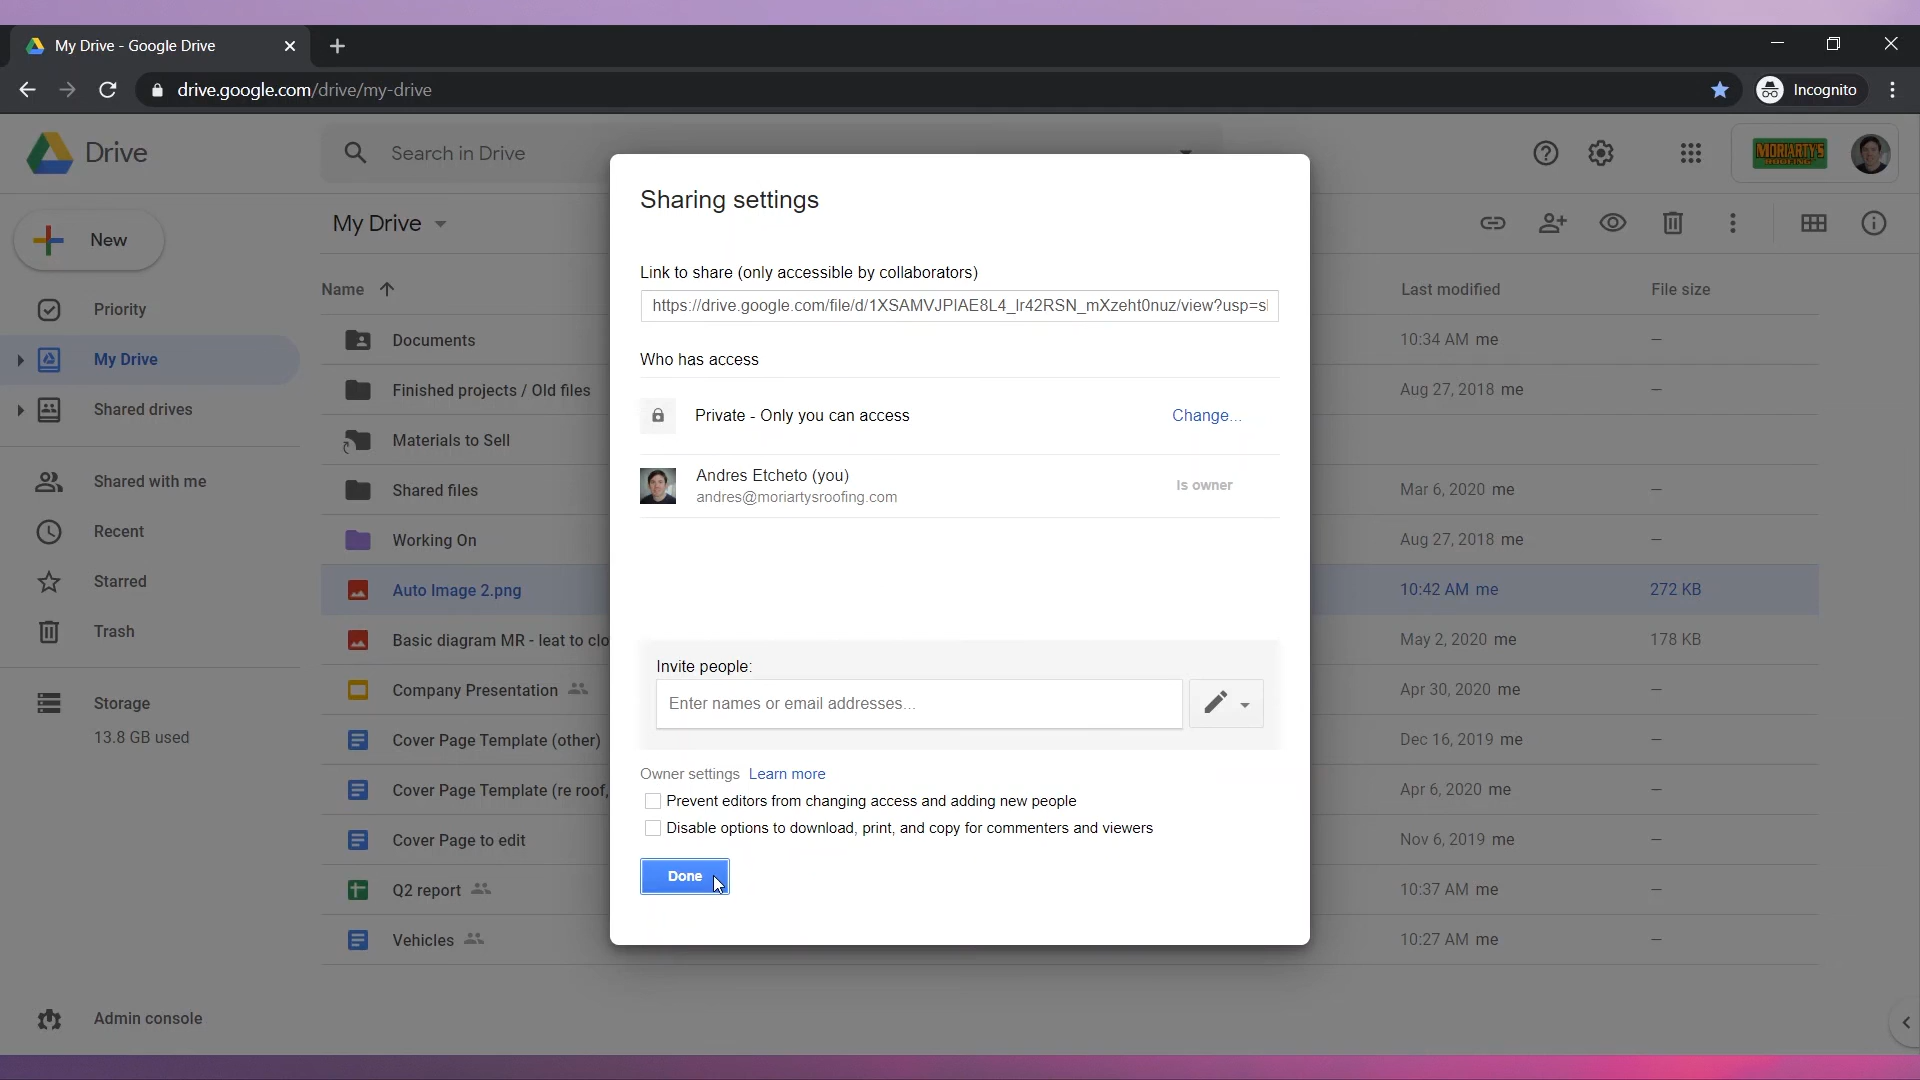 My Drive - Google Drive
drive.google.com/drive/my-drive
Incognito
Drive
Search in Drive
MORIARTY'S
ROOFING
New
My Drive
Priority
My Drive
Shared drives
Shared with me
Recent
Starred
Trash
Storage
13.8 GB used
Admin console
Name
Last modified
File size
Documents
10:34 AM me
–
Finished projects / Old files
Aug 27, 2018 me
–
Materials to Sell
Shared files
Mar 6, 2020 me
–
Working On
Aug 27, 2018 me
–
Auto Image 2.png
10:42 AM me
272 KB
Basic diagram MR - leat to clo
May 2, 2020 me
178 KB
Company Presentation
Apr 30, 2020 me
–
Cover Page Template (other)
Dec 16, 2019 me
–
Cover Page Template (re roof,
Apr 6, 2020 me
–
Cover Page to edit
Nov 6, 2019 me
–
Q2 report
10:37 AM me
–
Vehicles
10:27 AM me
–
Sharing settings
Link to share (only accessible by collaborators)
https://drive.google.com/file/d/1XSAMVJPIAE8L4_lr42RSN_mXzeht0nuz/view?usp=sl
Who has access
Private - Only you can access
Change...
Andres Etcheto (you)
andres@moriartysroofing.com
Is owner
Invite people:
Enter names or email addresses...
Owner settings Learn more
Prevent editors from changing access and adding new people
Disable options to download, print, and copy for commenters and viewers
Done